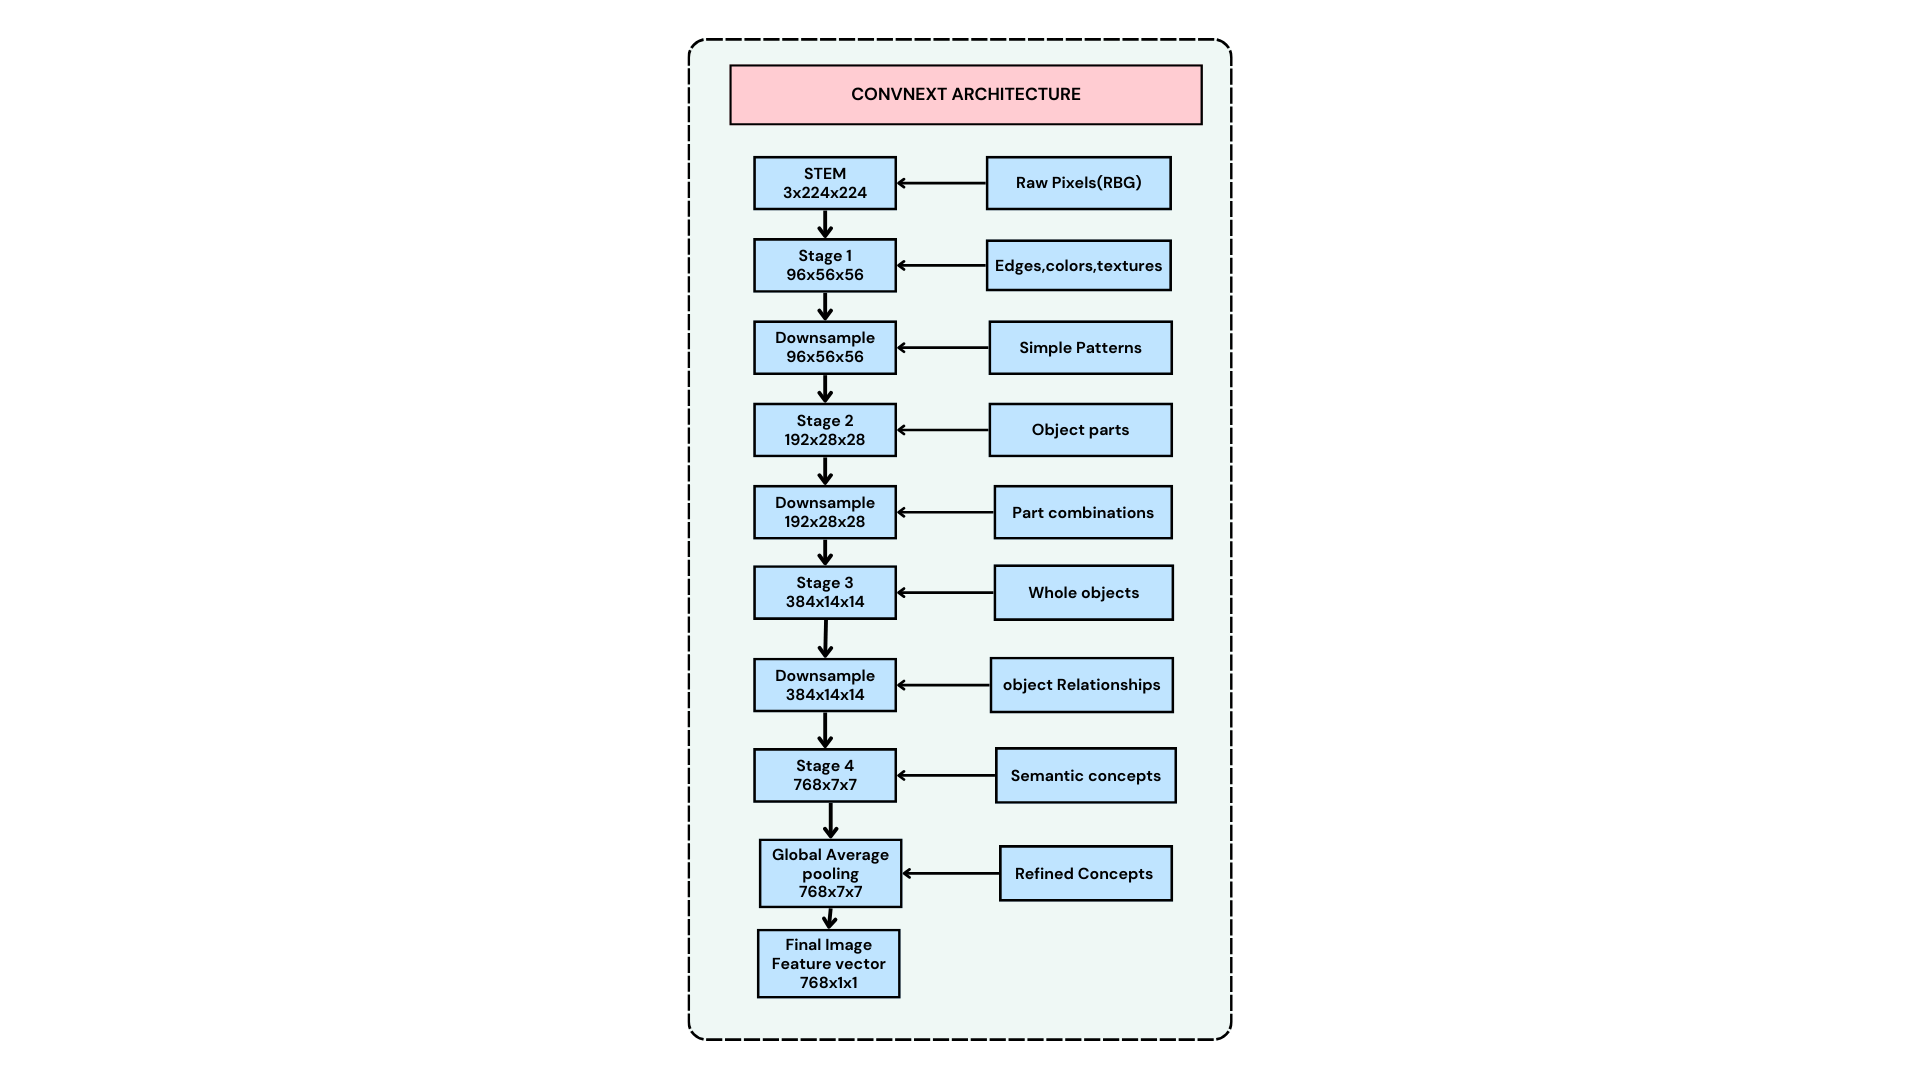 CONVNEXT ARCHITECTURE
STEM
3x224x224
Raw Pixels(RBG)
Stage 1
96x56x56
Edges,colors,textures
Downsample
96x56x56
Simple Patterns
Stage 2
192x28x28
Object parts
Downsample
192x28x28
Part combinations
Stage 3
384x14x14
Whole objects
Downsample
384x14x14
object Relationships
Stage 4
768x7x7
Semantic concepts
Global Average
pooling
768x7x7
Refined Concepts
Final Image
Feature vector
768x1x1